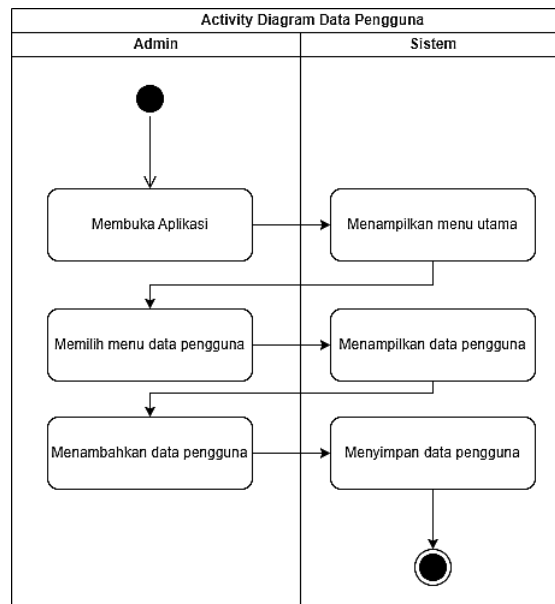 Activity Diagram Data Pengguna
Admin
Sistem
Membuka Aplikasi
Menampilkan menu utama
Memilih menu data pengguna
Menampilkan data pengguna
Menambahkan data pengguna
Menyimpan data pengguna